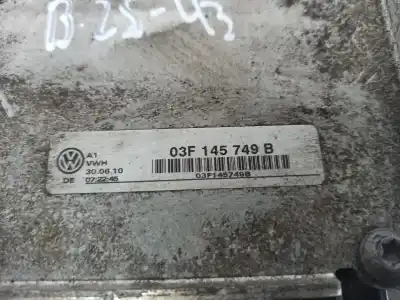 B-25-43
A1
VWH
30.06.10
DE 07:22:45
03F 145 749 B
03F145749B